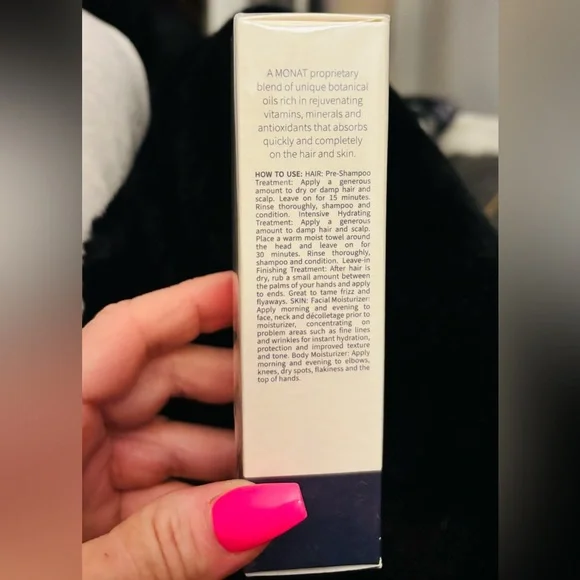 A MONAT proprietary
blend of unique botanical
oils rich in rejuvenating
vitamins, minerals and
antioxidants that absorbs
quickly and completely
on the hair and skin.
HOW TO USE: HAIR: Pre-Shampoo
Treatment: Apply a generous
amount to dry or damp hair and
scalp. Leave on for 15 minutes.
Rinse thoroughly, shampoo and
condition. Intensive Hydrating
Treatment: Apply a generous
amount to damp hair and scalp.
Place a warm moist towel around
the head and leave on for
30 minutes. Rinse thoroughly,
shampoo and condition. Leave-in
Finishing Treatment: After hair is
dry, rub a small amount between
the palms of your hands and apply
to ends. Great to tame frizz and
flyaways. SKIN: Facial Moisturizer:
Apply morning and evening to
face, neck and décolletage prior to
moisturizer, concentrating on
problem areas such as fine lines
and wrinkles for instant hydration,
protection and improved texture
and tone. Body Moisturizer: Apply
morning and evening to elbows,
knees, dry spots, flakiness and the
top of hands.